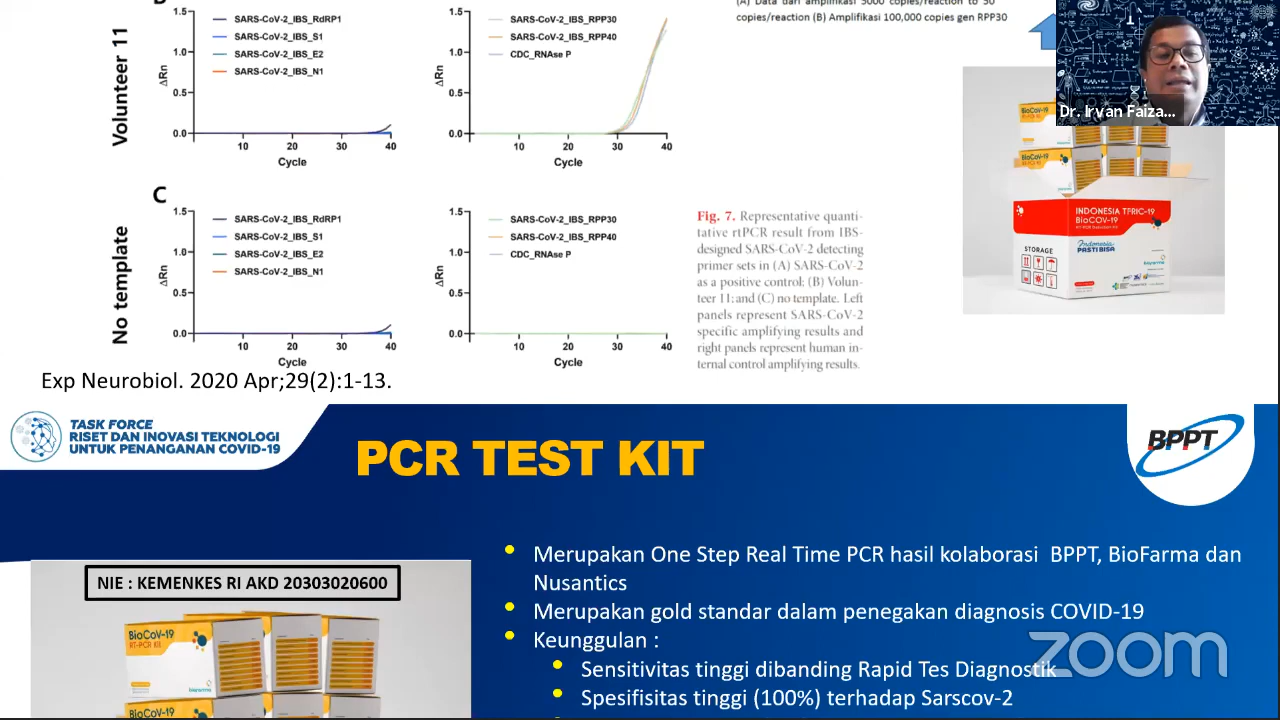 (A) Data dari amplifikasi 5000 copies/reaction to 50
copies/reaction (B) Amplifikasi 100,000 copies gen RPP30
Volunteer 11
1.5
1.0
0.5
0.0
ΔRn
SARS-CoV-2_IBS_RdRP1
SARS-CoV-2_IBS_S1
SARS-CoV-2_IBS_E2
SARS-CoV-2_IBS_N1
10 20 30 40
Cycle
1.5
1.0
0.5
0.0
ΔRn
SARS-CoV-2_IBS_RPP30
SARS-CoV-2_IBS_RPP40
CDC_RNAse P
10 20 30 40
Cycle
Dr. Irvan Faiza...
BioCoV-19
BioCoV-19
INDONESIA TFRIC-19
BioCOV-19
STORAGE
Indonesia
PASTI BISA
C
No template
1.5
1.0
0.5
0.0
ΔRn
SARS-CoV-2_IBS_RdRP1
SARS-CoV-2_IBS_S1
SARS-CoV-2_IBS_E2
SARS-CoV-2_IBS_N1
10 20 30 40
Cycle
1.5
1.0
0.5
0.0
ΔRn
SARS-CoV-2_IBS_RPP30
SARS-CoV-2_IBS_RPP40
CDC_RNAse P
10 20 30 40
Cycle
Fig. 7. Representative quanti-
tative rtPCR result from IBS-
designed SARS-CoV-2 detecting
primer sets in (A) SARS-CoV-2
as a positive control; (B) Volun-
teer 11; and (C) no template. Left
panels represent SARS-CoV-2
specific amplifying results and
right panels represent human in-
ternal control amplifying results.
Exp Neurobiol. 2020 Apr;29(2):1-13.
TASK FORCE
RISET DAN INOVASI TEKNOLOGI
UNTUK PENANGANAN COVID-19
PCR TEST KIT
BPPT
NIE : KEMENKES RI AKD 20303020600
BioCoV-19
RT-PCR Kit
biofarma
BioCoV-19
• Merupakan One Step Real Time PCR hasil kolaborasi BPPT, BioFarma dan
Nusantics
• Merupakan gold standar dalam penegakan diagnosis COVID-19
• Keunggulan :
• Sensitivitas tinggi dibanding Rapid Tes Diagnostik
• Spesifisitas tinggi (100%) terhadap Sarscov-2
zoom